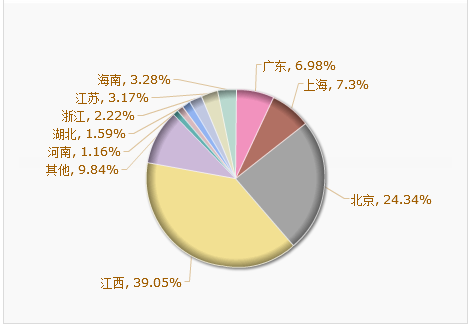 广东, 6.98%
海南, 3.28%
上海, 7.3%
江苏, 3.17%
浙江, 2.22%
湖北, 1.59%
河南, 1.16%
其他, 9.84%
北京, 24.34%
江西, 39.05%